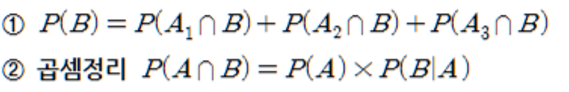 ① P(B) = P(A₁∩B) + P(A₂∩B) + P(A₃∩B)
② 곱셈정리 P(A∩B) = P(A)×P(B|A)